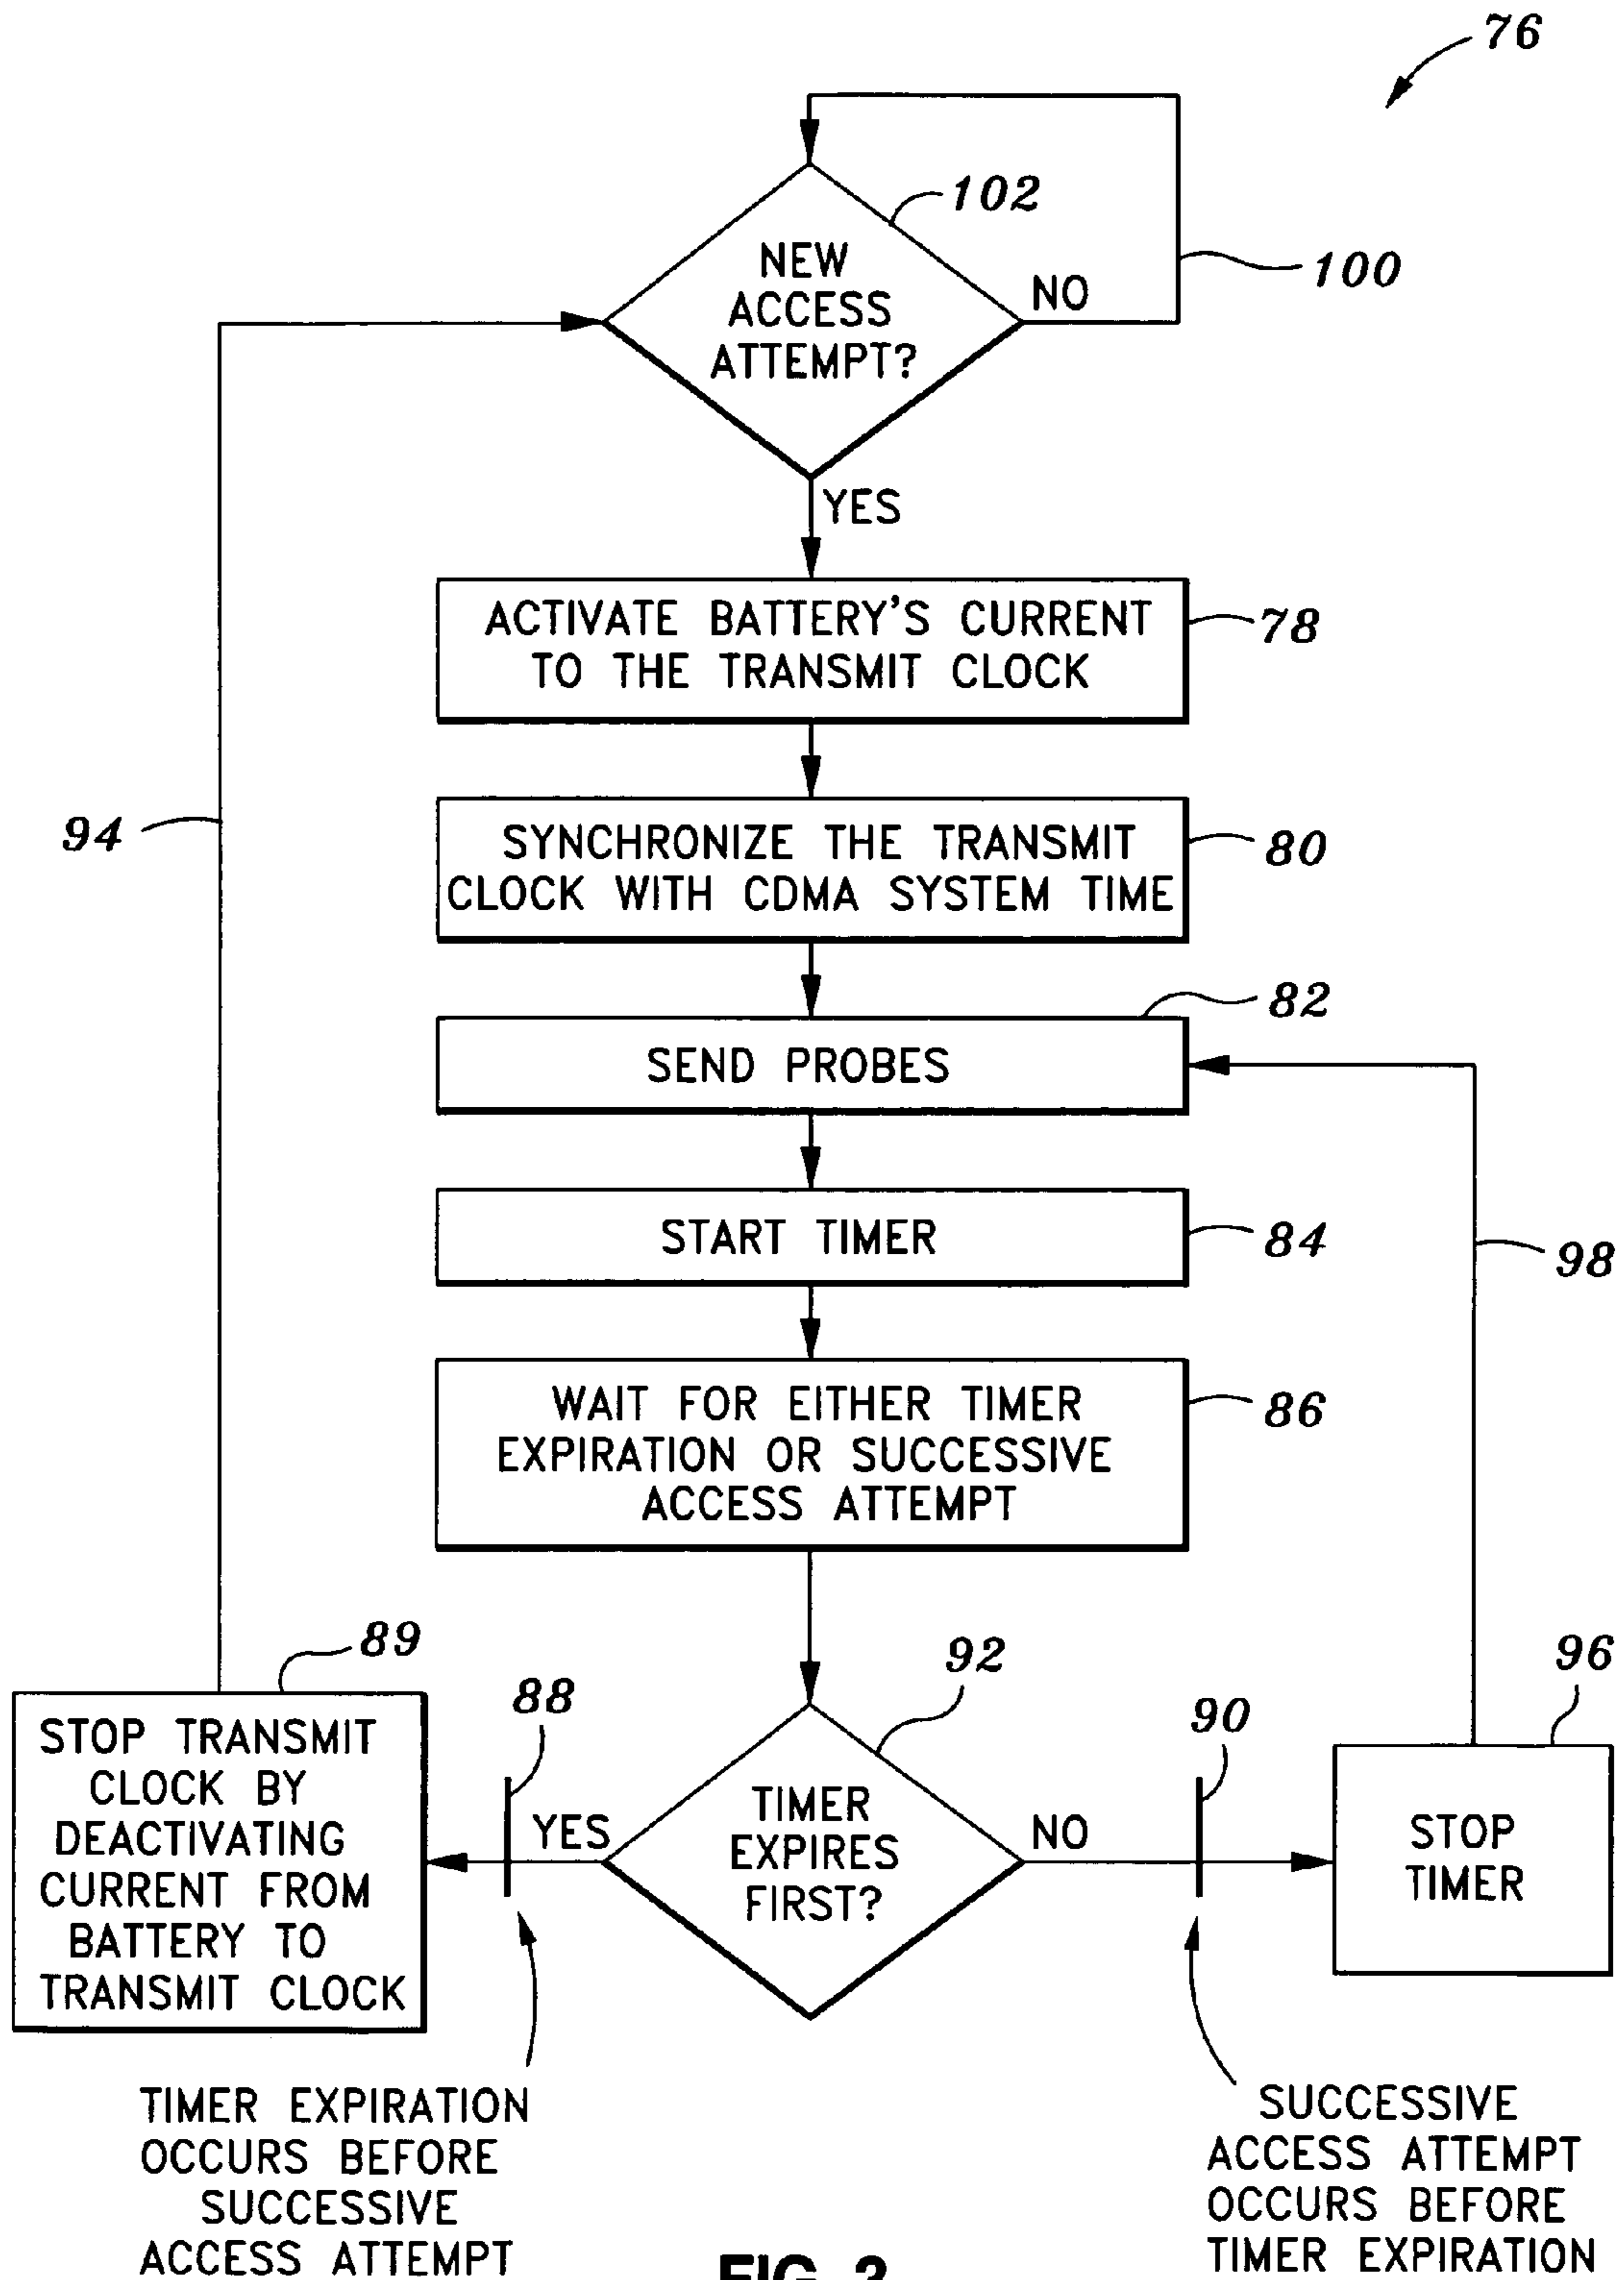 76
102
NEW
ACCESS
ATTEMPT?
NO
100
YES
ACTIVATE BATTERY'S CURRENT
TO THE TRANSMIT CLOCK
78
94
SYNCHRONIZE THE TRANSMIT
CLOCK WITH CDMA SYSTEM TIME
80
82
SEND PROBES
START TIMER
84
98
WAIT FOR EITHER TIMER
EXPIRATION OR SUCCESSIVE
ACCESS ATTEMPT
86
89
STOP TRANSMIT
CLOCK BY
DEACTIVATING
CURRENT FROM
BATTERY TO
TRANSMIT CLOCK
88
YES
92
TIMER
EXPIRES
FIRST?
NO
90
96
STOP
TIMER
TIMER EXPIRATION
OCCURS BEFORE
SUCCESSIVE
ACCESS ATTEMPT
SUCCESSIVE
ACCESS ATTEMPT
OCCURS BEFORE
TIMER EXPIRATION
FIG.